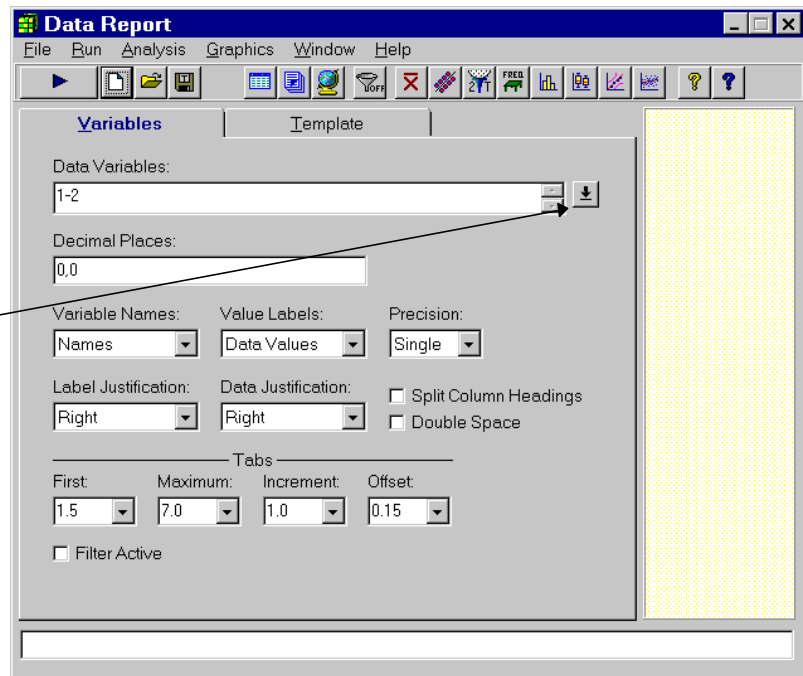 Data Report
File Run Analysis Graphics Window Help
OFF X 2 T FREQ ? ?
Variables Template
Data Variables:
1-2
Decimal Places:
0,0
Variable Names: Value Labels: Precision:
Names Data Values Single
Label Justification: Data Justification:
Split Column Headings
Right Right
Double Space
Tabs
First: Maximum: Increment: Offset:
1.5 7.0 1.0 0.15
Filter Active